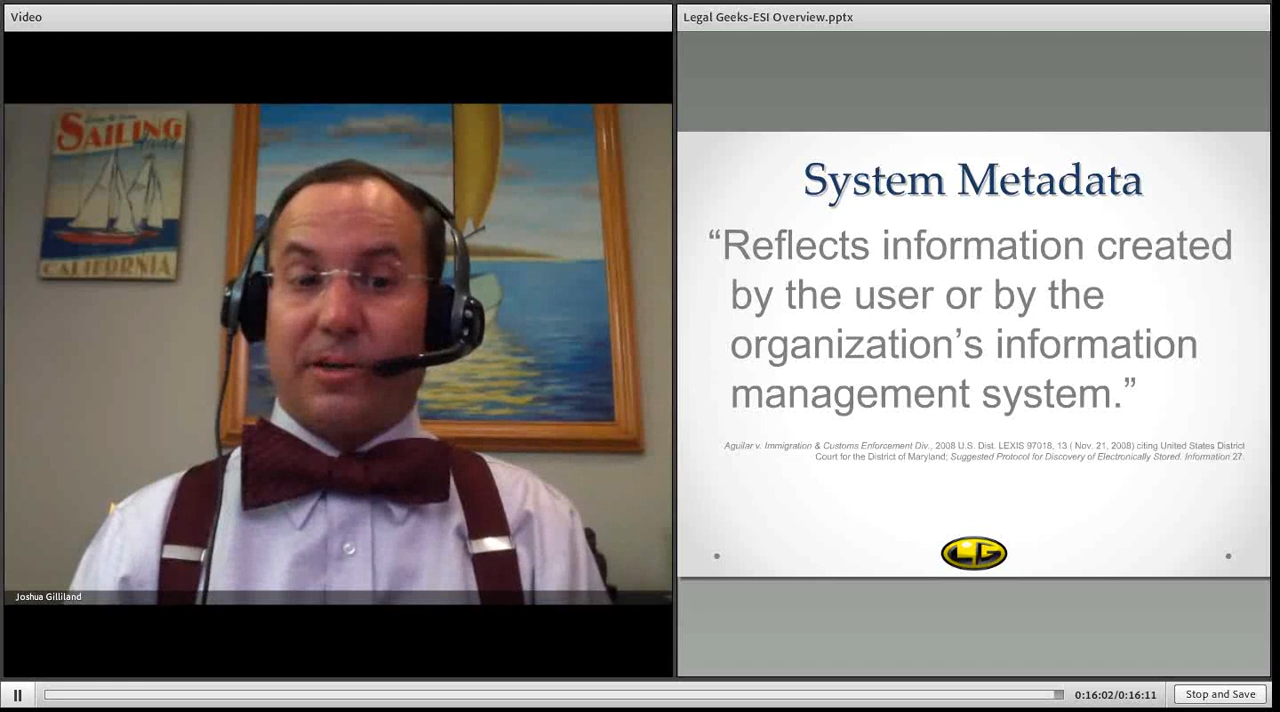 Video
SAILING
CALIFORNIA
Joshua Gilliland
Legal Geeks-ESI Overview.pptx
System Metadata
“Reflects information created
by the user or by the
organization’s information
management system.”
Aguilar v. Immigration & Customs Enforcement Div., 2008 U.S. Dist. LEXIS 97018, 13 ( Nov. 21, 2008) citing United States District
Court for the District of Maryland; Suggested Protocol for Discovery of Electronically Stored. Information 27.
LG
0:16:02/0:16:11
Stop and Save